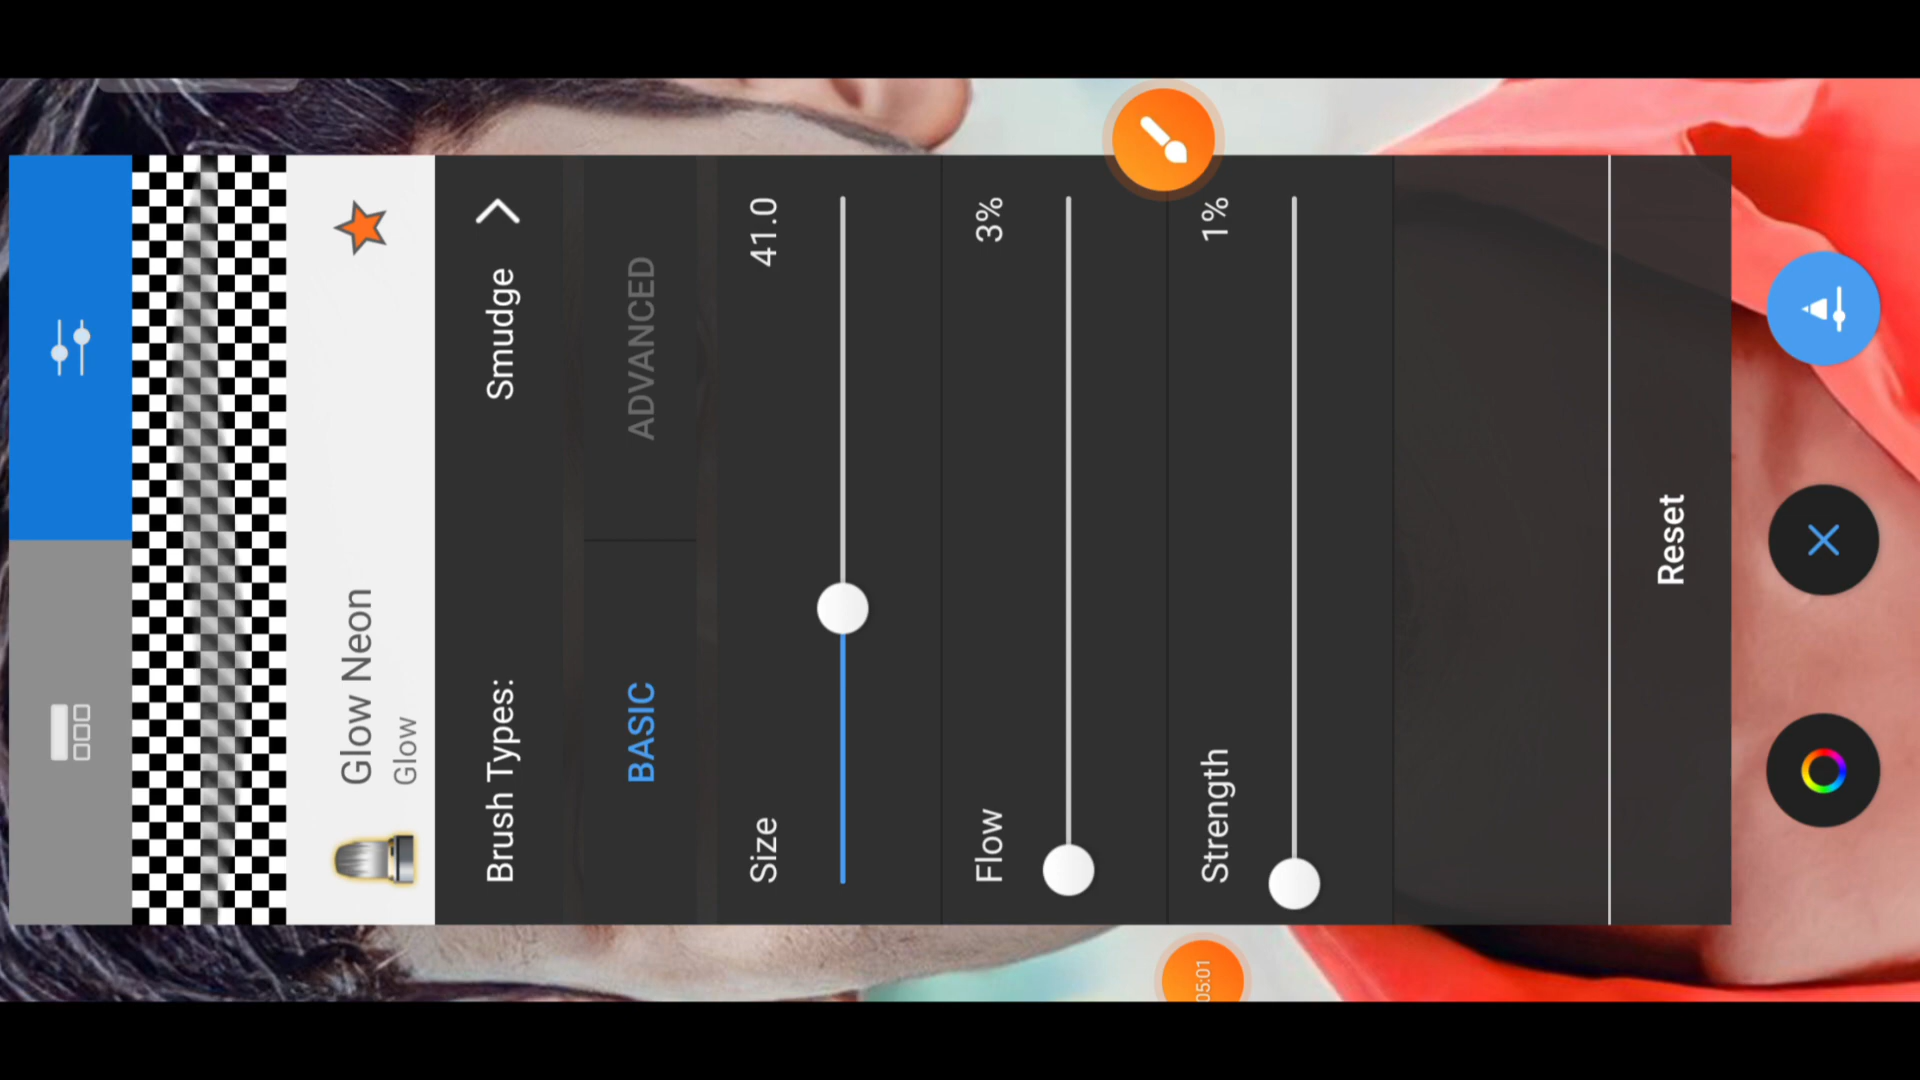 Glow Neon
Glow
Brush Types: Smudge
BASIC ADVANCED
Size 41.0
Flow 3%
Strength 1%
Reset
05:01